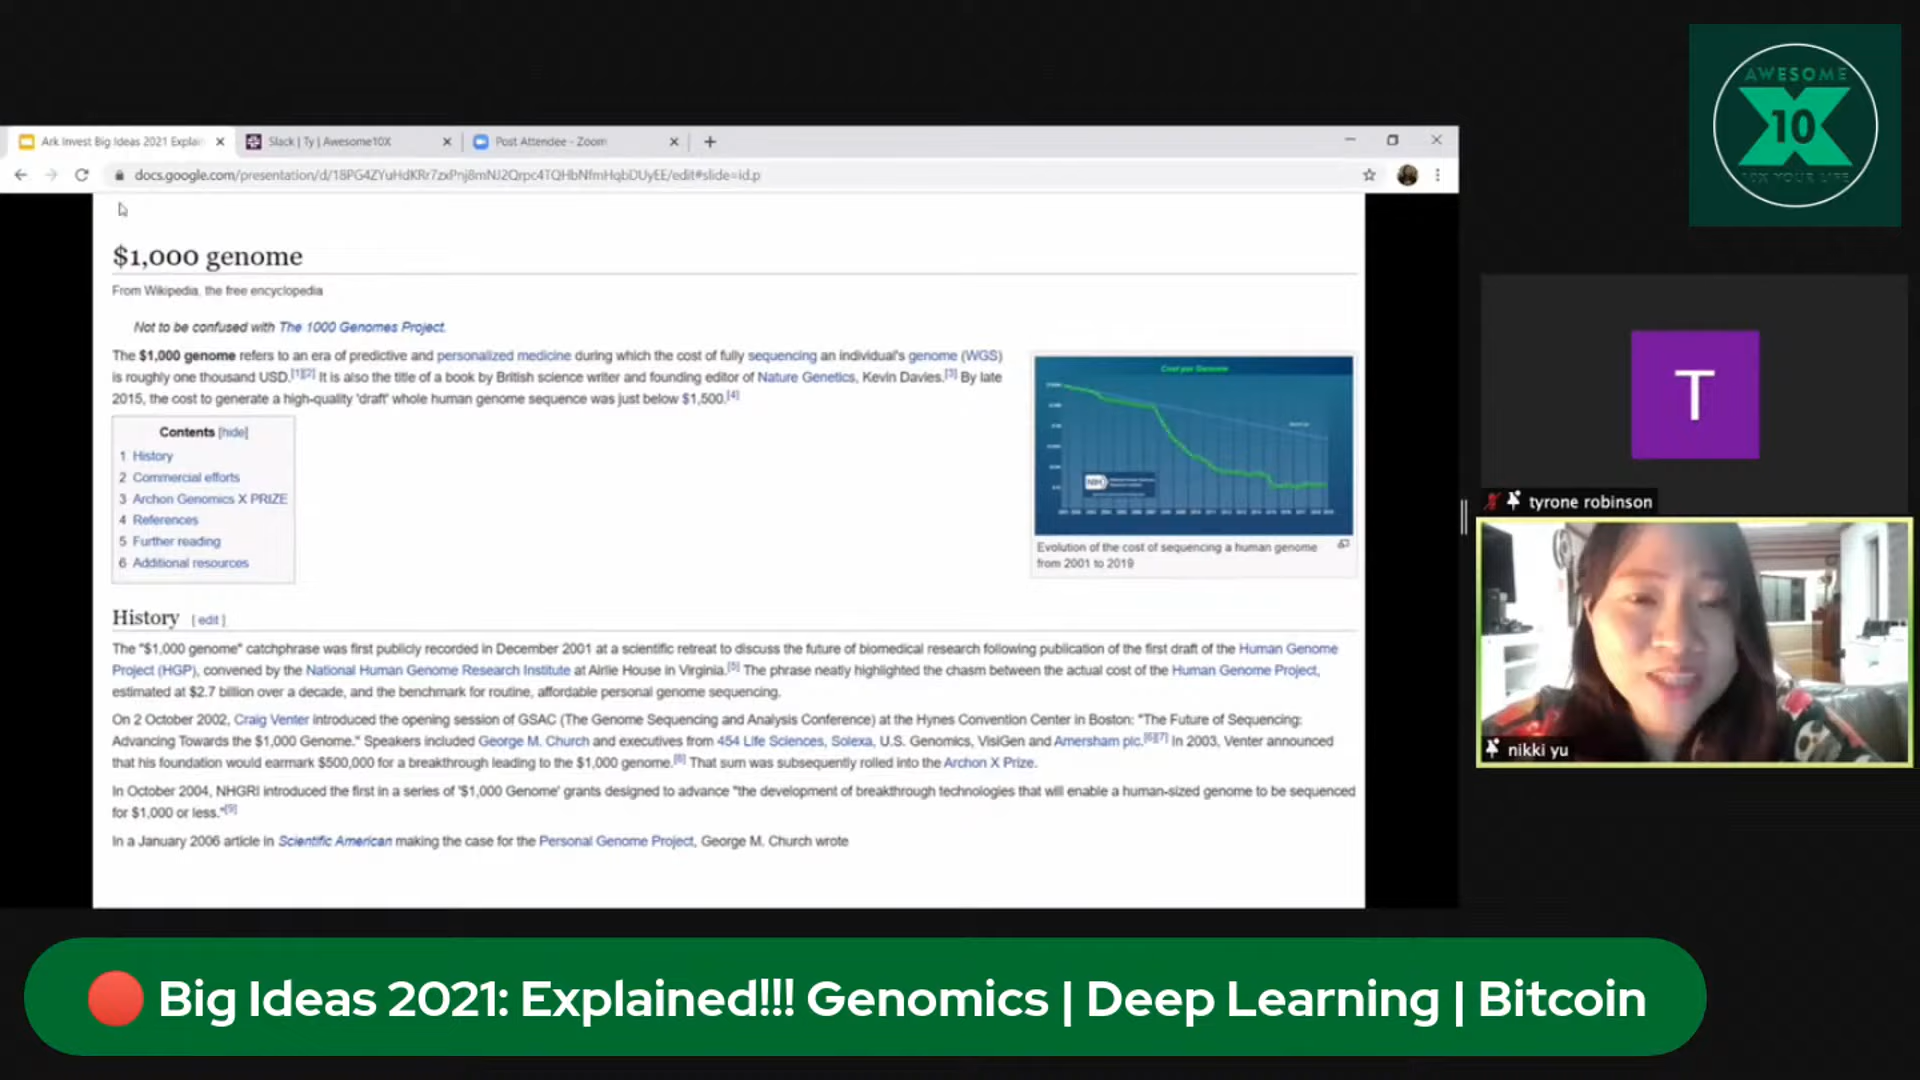 AWESOME
10
10X YOUR LIFE
Ark Invest Big Ideas 2021 Explai
Slack | Ty | Awesome10X
Post Attendee - Zoom
docs.google.com/presentation/d/18PG4ZYuHdKRr7zxPnj8mNJ2Qrpc4TQHbNfmHqbDUyEE/edit#slide=id.p
$1,000 genome
From Wikipedia, the free encyclopedia
Not to be confused with The 1000 Genomes Project.
The $1,000 genome refers to an era of predictive and personalized medicine during which the cost of fully sequencing an individual's genome (WGS)
is roughly one thousand USD.[1][2] It is also the title of a book by British science writer and founding editor of Nature Genetics, Kevin Davies.[3] By late
2015, the cost to generate a high-quality 'draft' whole human genome sequence was just below $1,500.[4]
Cost per Genome
NIH
Evolution of the cost of sequencing a human genome
from 2001 to 2019
Contents [hide]
1 History
2 Commercial efforts
3 Archon Genomics X PRIZE
4 References
5 Further reading
6 Additional resources
History [ edit ]
The "$1,000 genome" catchphrase was first publicly recorded in December 2001 at a scientific retreat to discuss the future of biomedical research following publication of the first draft of the Human Genome
Project (HGP), convened by the National Human Genome Research Institute at Airlie House in Virginia.[5] The phrase neatly highlighted the chasm between the actual cost of the Human Genome Project,
estimated at $2.7 billion over a decade, and the benchmark for routine, affordable personal genome sequencing.
On 2 October 2002, Craig Venter introduced the opening session of GSAC (The Genome Sequencing and Analysis Conference) at the Hynes Convention Center in Boston: "The Future of Sequencing:
Advancing Towards the $1,000 Genome." Speakers included George M. Church and executives from 454 Life Sciences, Solexa, U.S. Genomics, VisiGen and Amersham plc.[6][7] In 2003, Venter announced
that his foundation would earmark $500,000 for a breakthrough leading to the $1,000 genome.[8] That sum was subsequently rolled into the Archon X Prize.
In October 2004, NHGRI introduced the first in a series of '$1,000 Genome' grants designed to advance "the development of breakthrough technologies that will enable a human-sized genome to be sequenced
for $1,000 or less."[9]
In a January 2006 article in Scientific American making the case for the Personal Genome Project, George M. Church wrote
T
tyrone robinson
nikki yu
Big Ideas 2021: Explained!!! Genomics | Deep Learning | Bitcoin